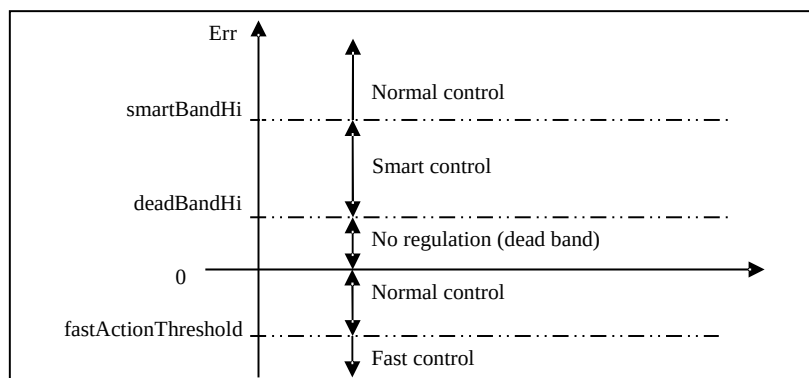 Err
Normal control
smartBandHi
Smart control
deadBandHi
No regulation (dead band)
0
Normal control
fastActionThreshold
Fast control